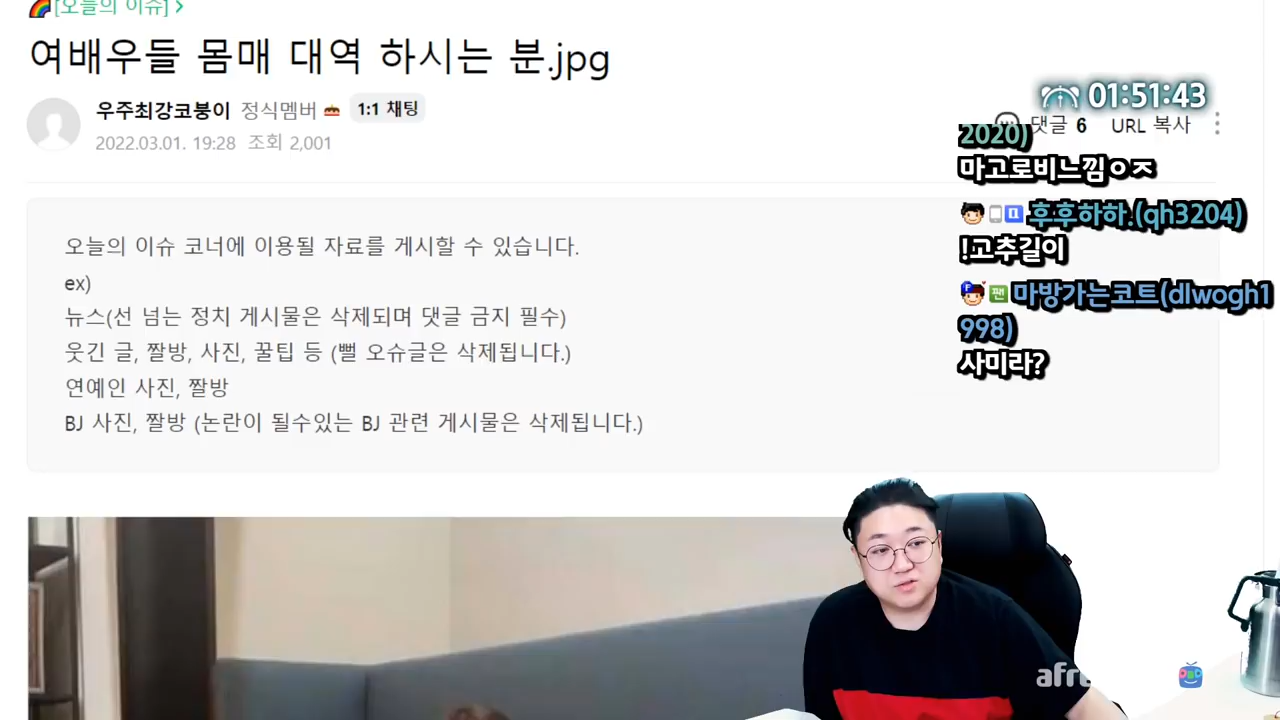 [오늘의 이슈] >
여배우들 몸매 대역 하시는 분.jpg
우주최강코붕이 정식멤버 1:1 채팅
2022.03.01. 19:28 조회 2,001
01:51:43
댓글 6 URL 복사
2020)
마고로비느낌ㅇㅈ
후후하하.(qh3204)
!고추길이
F 팬 마방가는코트(dlwogh1
998)
사미라?
오늘의 이슈 코너에 이용될 자료를 게시할 수 있습니다.
ex)
뉴스(선 넘는 정치 게시물은 삭제되며 댓글 금지 필수)
웃긴 글, 짤방, 사진, 꿀팁 등 (뻘 오슈글은 삭제됩니다.)
연예인 사진, 짤방
BJ 사진, 짤방 (논란이 될수있는 BJ 관련 게시물은 삭제됩니다.)